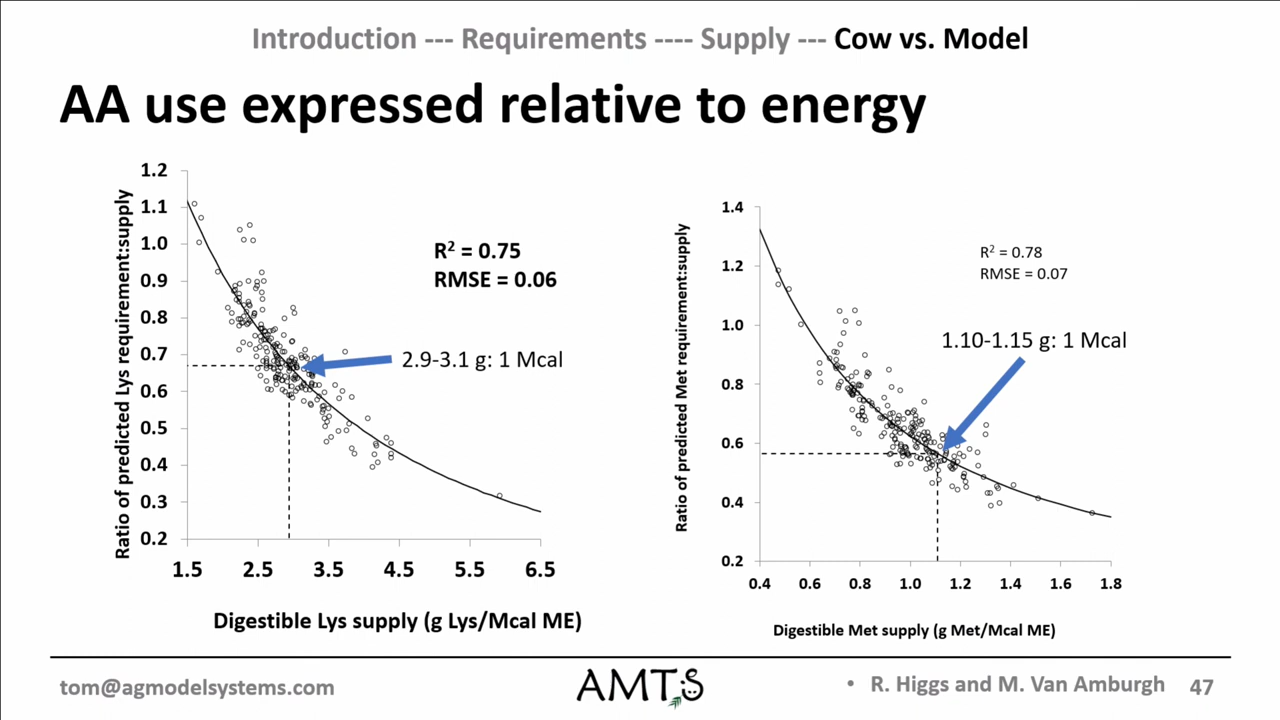 Introduction --- Requirements ---- Supply --- Cow vs. Model
AA use expressed relative to energy
Ratio of predicted Lys requirement:supply
1.2
1.1
1.0
0.9
0.8
0.7
0.6
0.5
0.4
0.3
0.2
R² = 0.75
RMSE = 0.06
2.9-3.1 g: 1 Mcal
1.5 2.5 3.5 4.5 5.5 6.5
Digestible Lys supply (g Lys/Mcal ME)
Ratio of predicted Met requirement:supply
1.4
1.2
1.0
0.8
0.6
0.4
0.2
R² = 0.78
RMSE = 0.07
1.10-1.15 g: 1 Mcal
0.4 0.6 0.8 1.0 1.2 1.4 1.6 1.8
Digestible Met supply (g Met/Mcal ME)
tom@agmodelsystems.com
AMTS
• R. Higgs and M. Van Amburgh
47